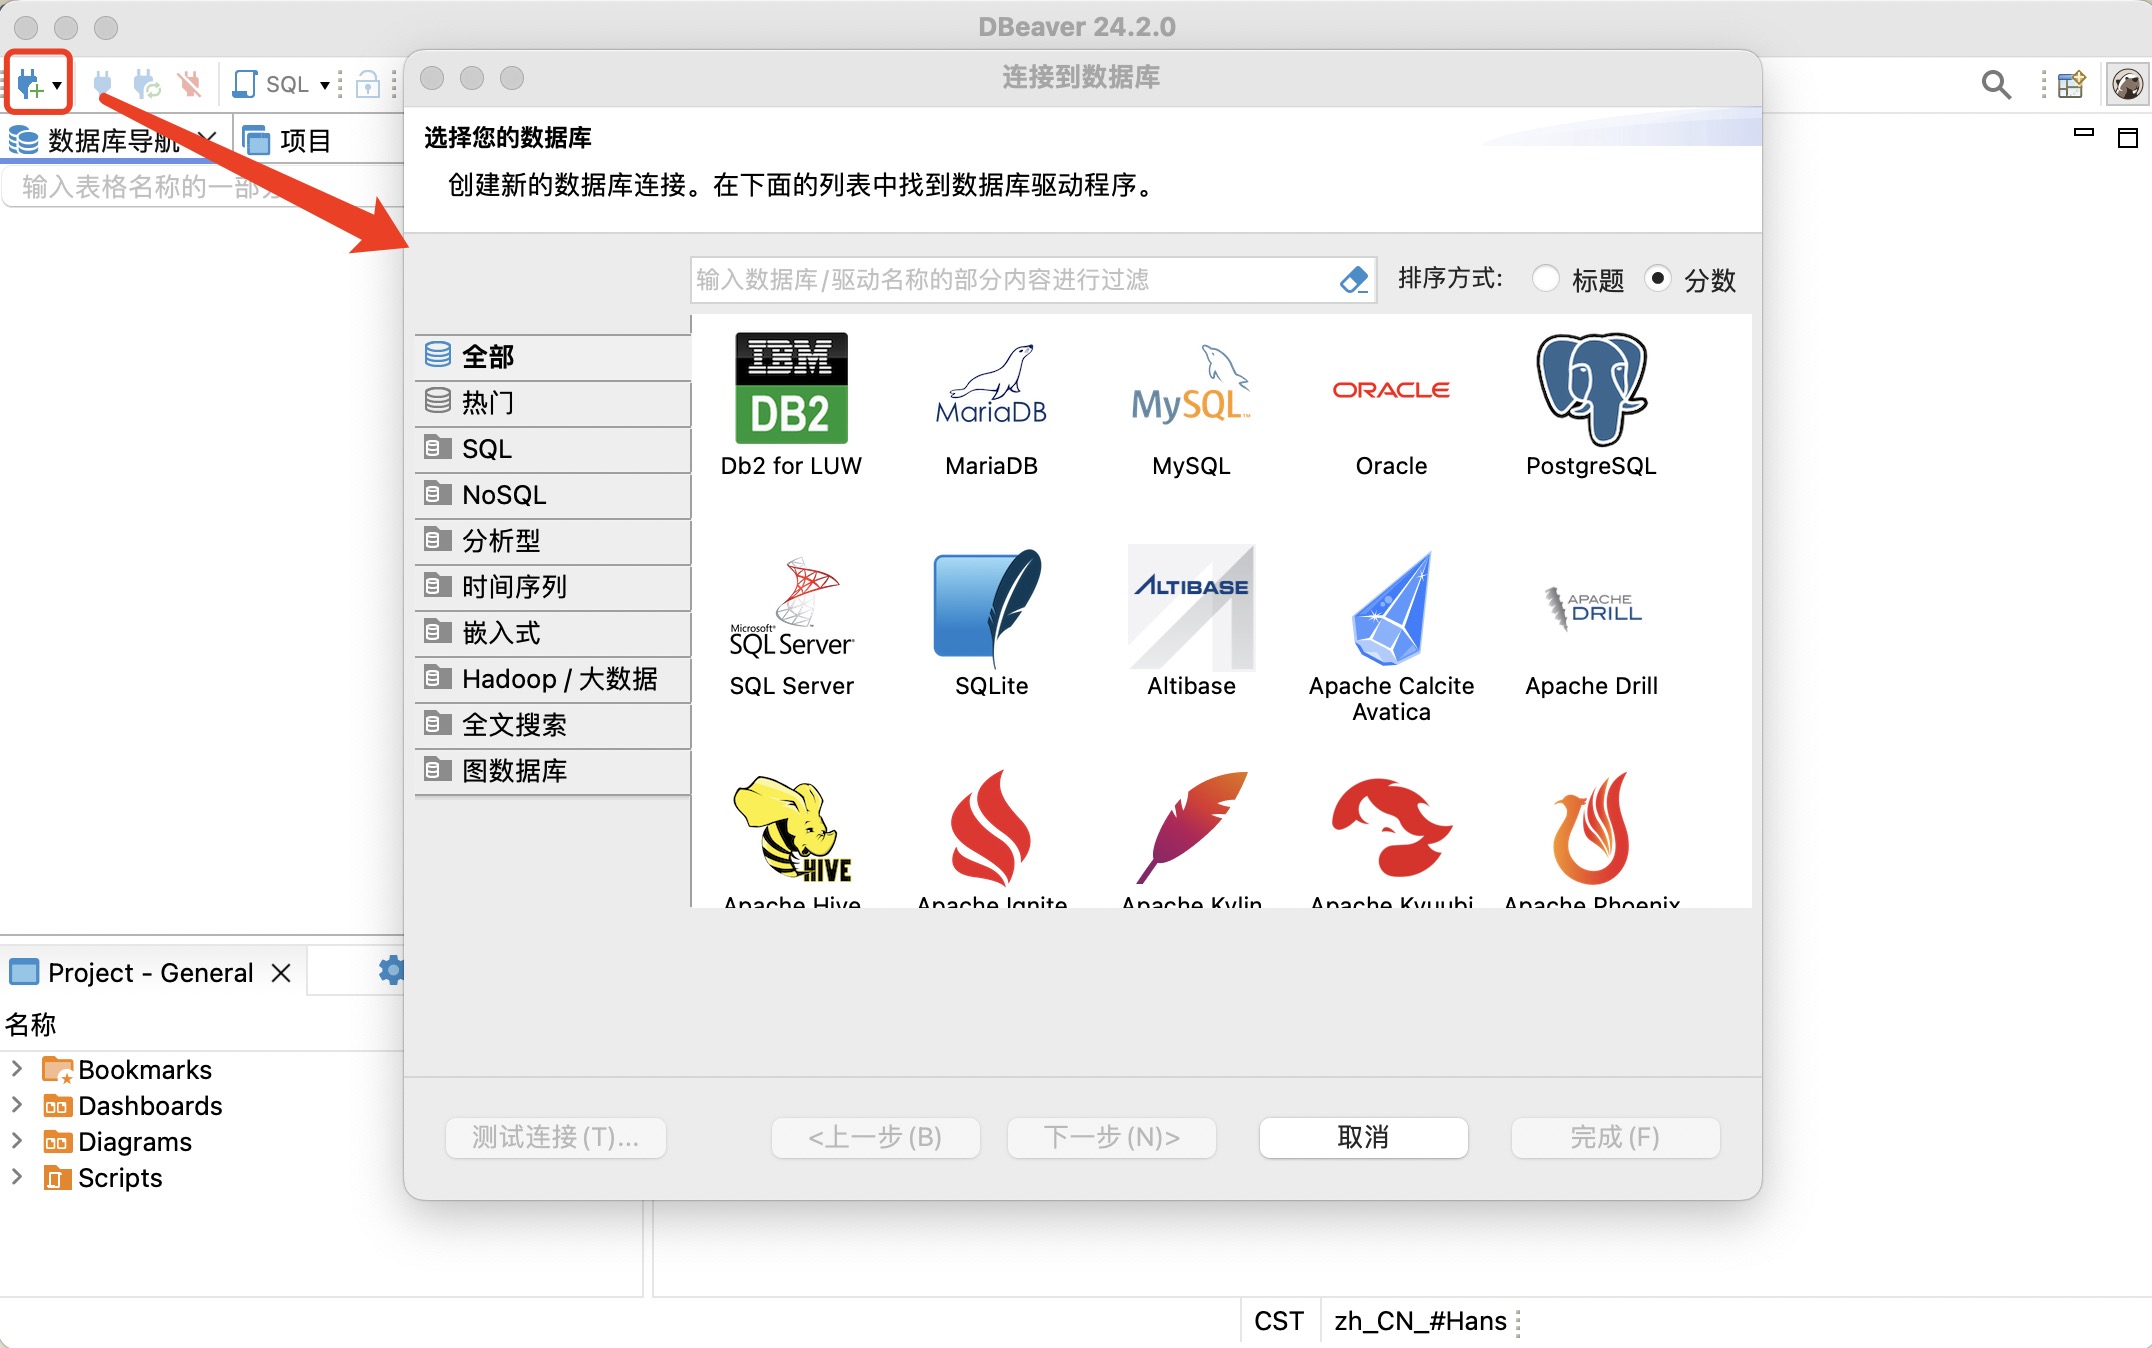 DBeaver 24.2.0
SQL
数据库导航
项目
输入表格名称的一部分
连接到数据库
选择您的数据库
创建新的数据库连接。在下面的列表中找到数据库驱动程序。
输入数据库/驱动名称的部分内容进行过滤
排序方式:
标题
分数
全部
热门
SQL
NoSQL
分析型
时间序列
嵌入式
Hadoop / 大数据
全文搜索
图数据库
IBM
DB2
MariaDB
MySQL™
ORACLE
Db2 for LUW
MariaDB
MySQL
Oracle
PostgreSQL
Microsoft®
SQL Server®
ALTIBASE
APACHE
DRILL
SQL Server
SQLite
Altibase
Apache Calcite
Avatica
Apache Drill
HIVE
Apache Hive
Apache Ignite
Apache Kylin
Apache Kyuubi
Apache Phoenix
测试连接(T)...
<上一步(B)
下一步(N)>
取消
完成(F)
Project - General
名称
Bookmarks
Dashboards
Diagrams
Scripts
CST
zh_CN_#Hans